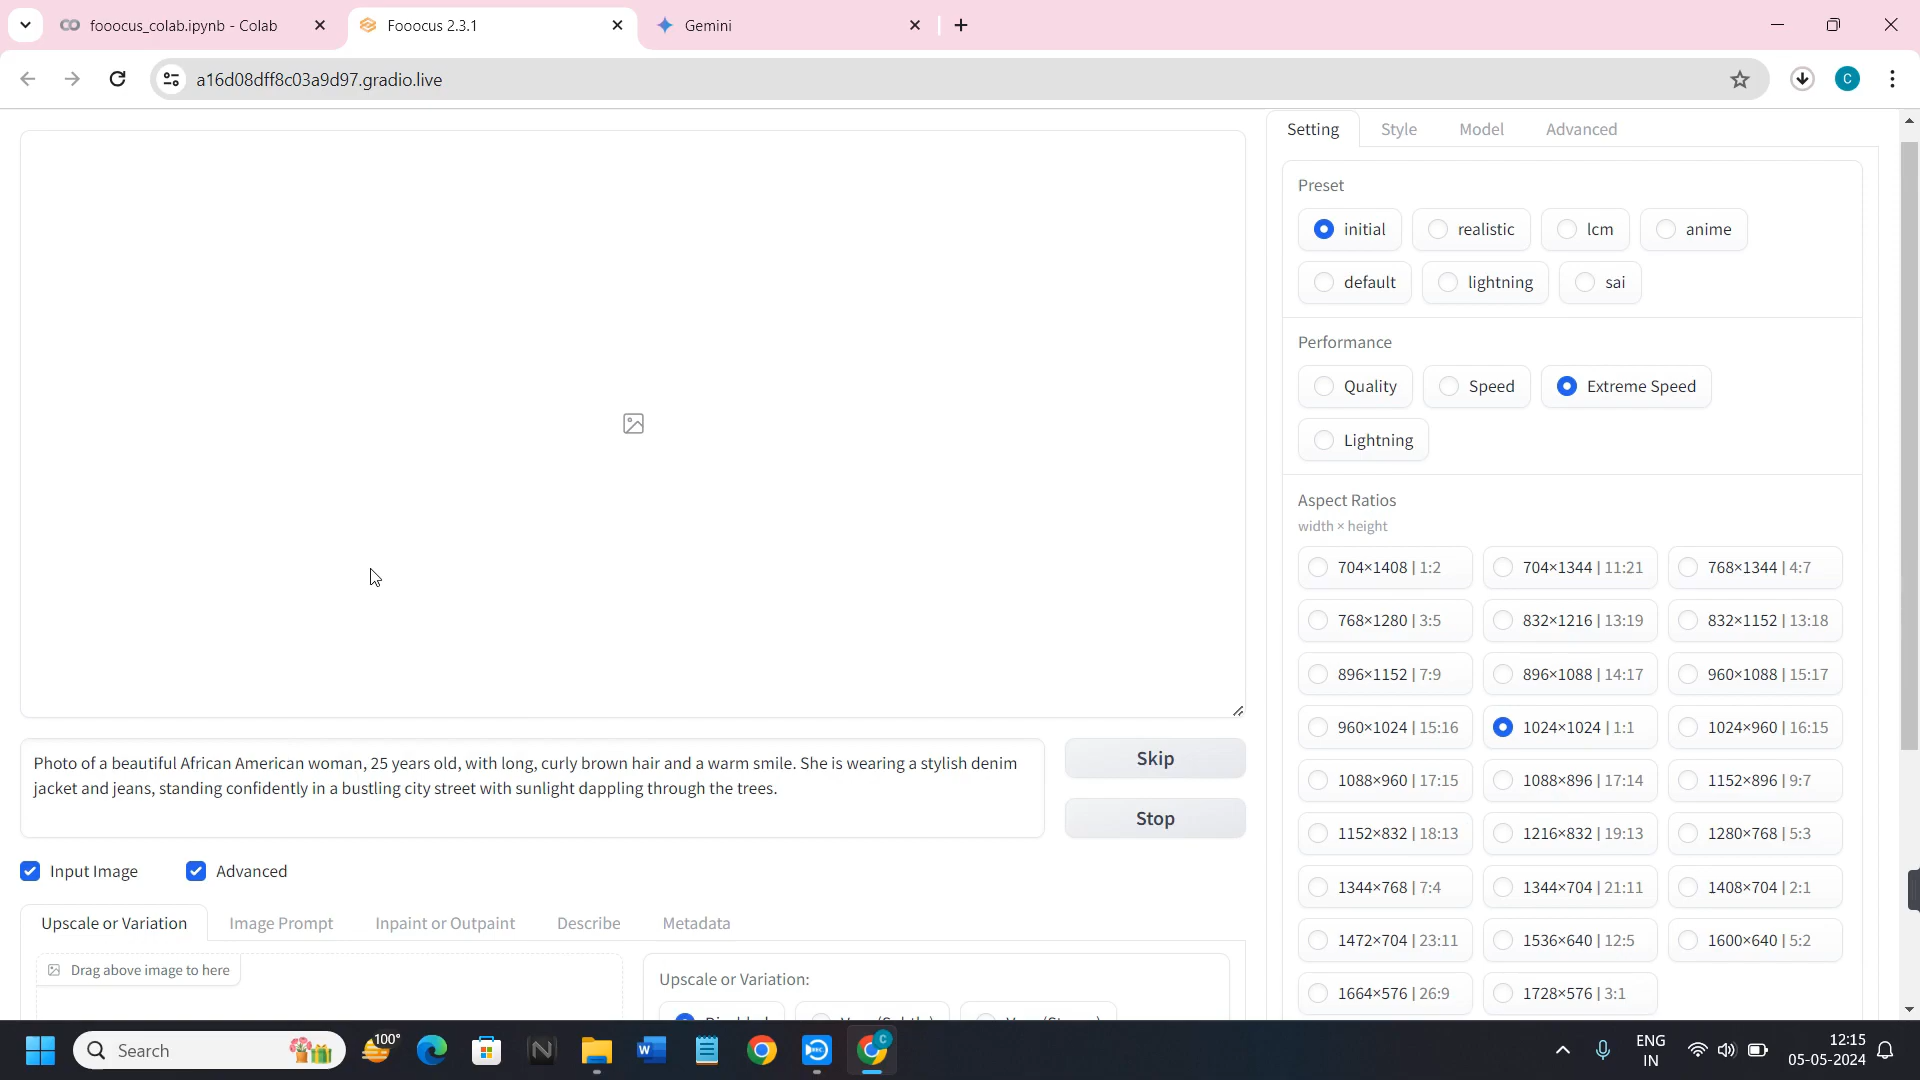 fooocus_colab.ipynb - Colab
Fooocus 2.3.1
Gemini
a16d08dff8c03a9d97.gradio.live
C
Setting
Style
Model
Advanced
Preset
initial
realistic
lcm
anime
default
lightning
sai
Performance
Quality
Speed
Extreme Speed
Lightning
Aspect Ratios
width × height
704×1408 | 1:2
704×1344 | 11:21
768×1344 | 4:7
768×1280 | 3:5
832×1216 | 13:19
832×1152 | 13:18
896×1152 | 7:9
896×1088 | 14:17
960×1088 | 15:17
960×1024 | 15:16
1024×1024 | 1:1
1024×960 | 16:15
1088×960 | 17:15
1088×896 | 17:14
1152×896 | 9:7
1152×832 | 18:13
1216×832 | 19:13
1280×768 | 5:3
1344×768 | 7:4
1344×704 | 21:11
1408×704 | 2:1
1472×704 | 23:11
1536×640 | 12:5
1600×640 | 5:2
1664×576 | 26:9
1728×576 | 3:1
Photo of a beautiful African American woman, 25 years old, with long, curly brown hair and a warm smile. She is wearing a stylish denim
jacket and jeans, standing confidently in a bustling city street with sunlight dappling through the trees.
Skip
Stop
Input Image
Advanced
Upscale or Variation
Image Prompt
Inpaint or Outpaint
Describe
Metadata
Drag above image to here
Upscale or Variation:
Search
100°
ENG
IN
12:15
05-05-2024